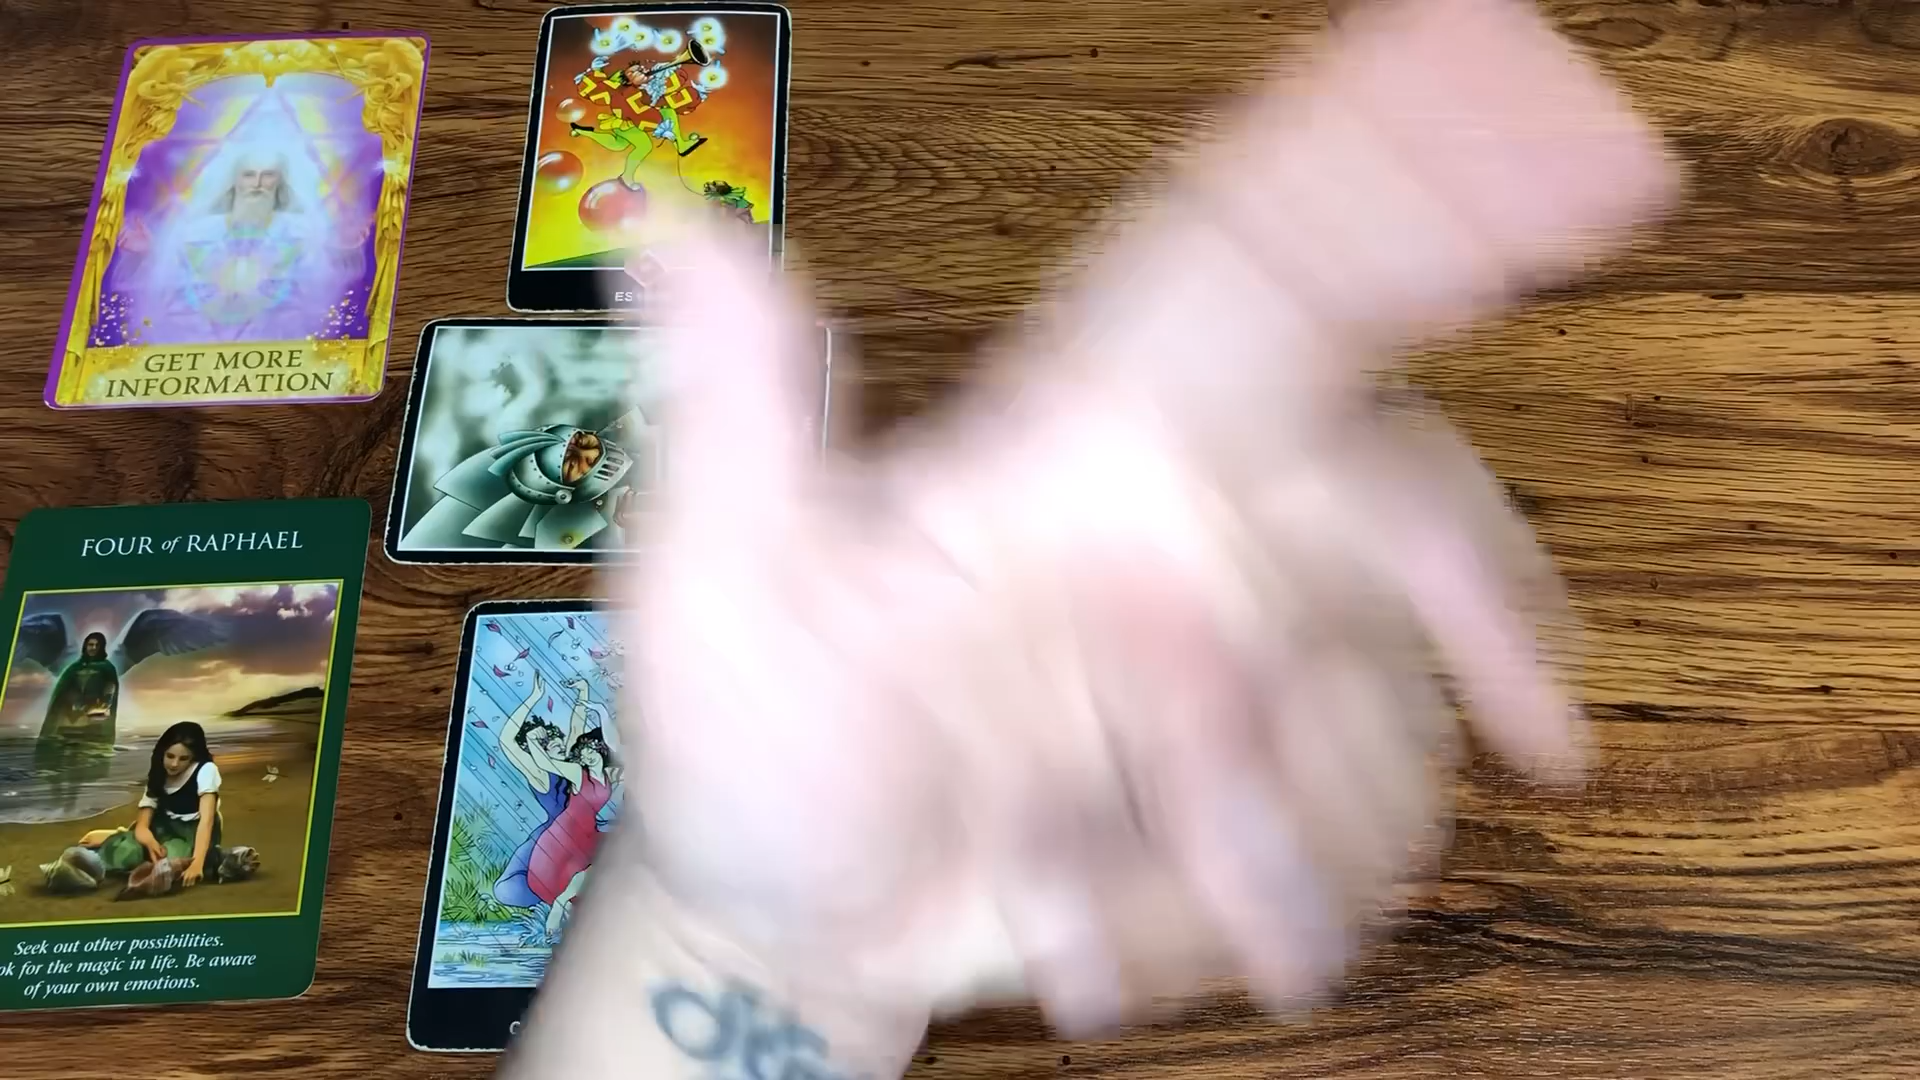 GET MORE
INFORMATION
FOUR of RAPHAEL
Seek out other possibilities.
for the magic in life. Be aware
of your own emotions.